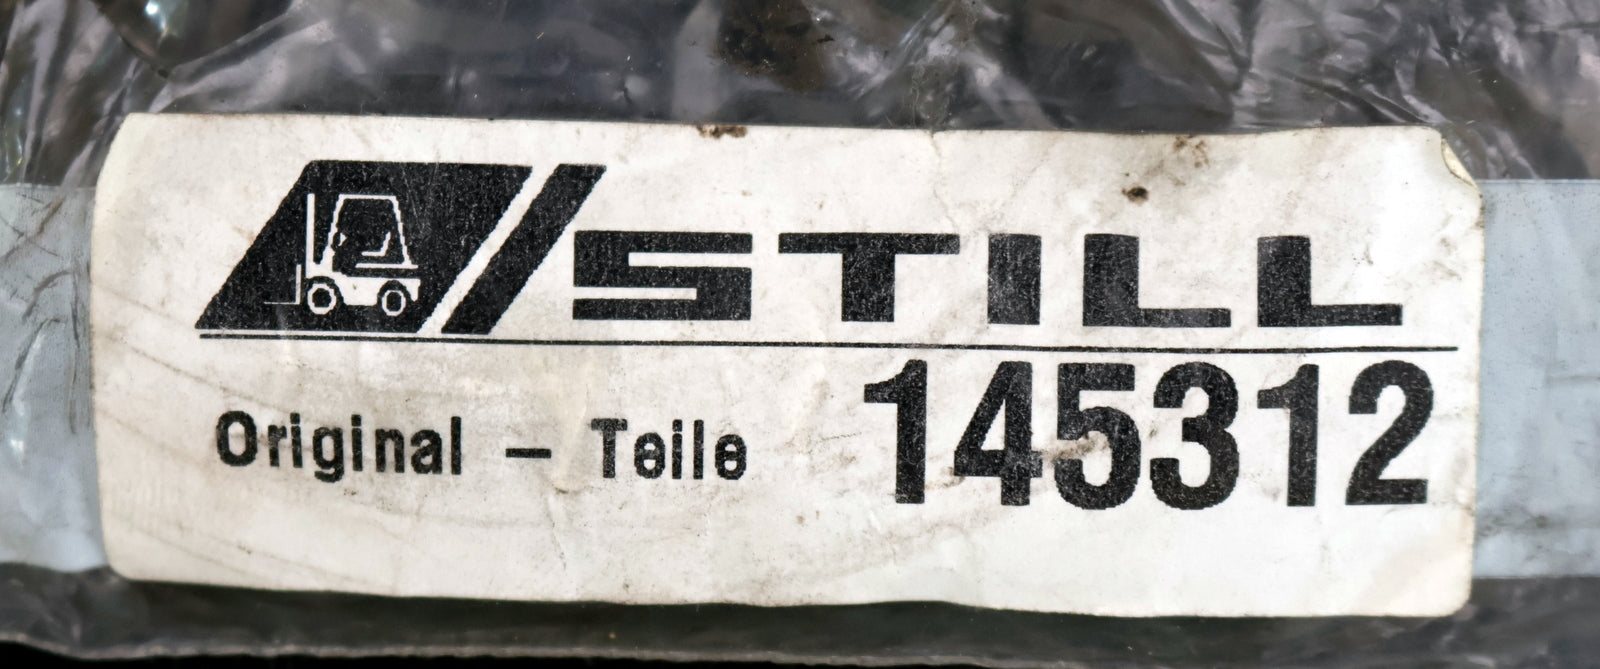 STILL
Original - Teile 145312